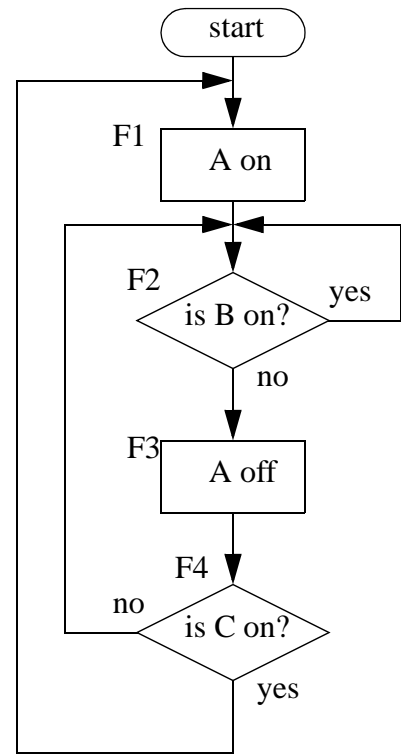 start
F1
A on
F2
yes
is B on?
no
F3
A off
F4
no
is C on?
yes